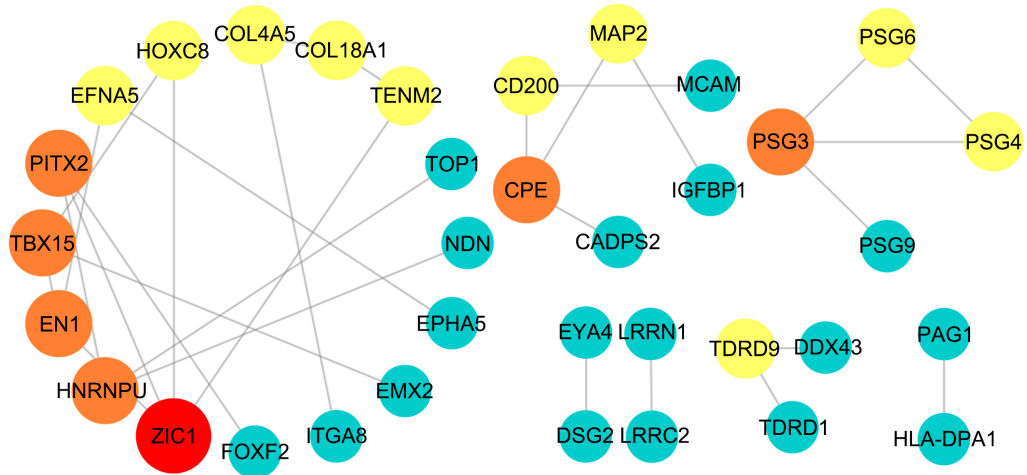 COL4A5
HOXC8
COL18A1
EFNA5
TENM2
PITX2
TOP1
TBX15
NDN
EN1
EPHA5
HNRNPU
EMX2
ZIC1
FOXF2
ITGA8
MAP2
CD200
MCAM
CPE
IGFBP1
CADPS2
PSG6
PSG3
PSG4
PSG9
EYA4
LRRN1
DSG2
LRRC2
TDRD9
DDX43
TDRD1
PAG1
HLA-DPA1